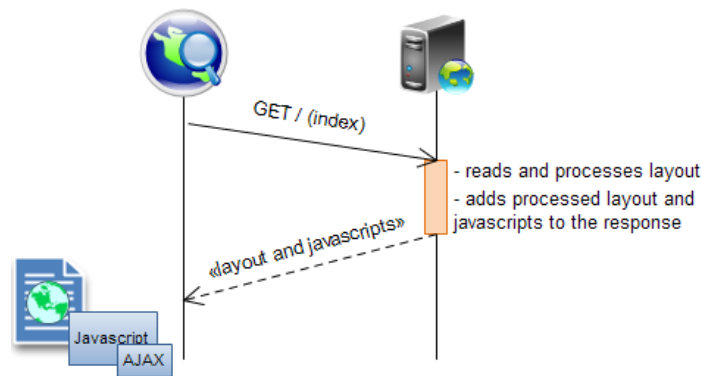 GET / (index)
- reads and processes layout
- adds processed layout and
javascripts to the response
«layout and javascripts»
Javascript
AJAX